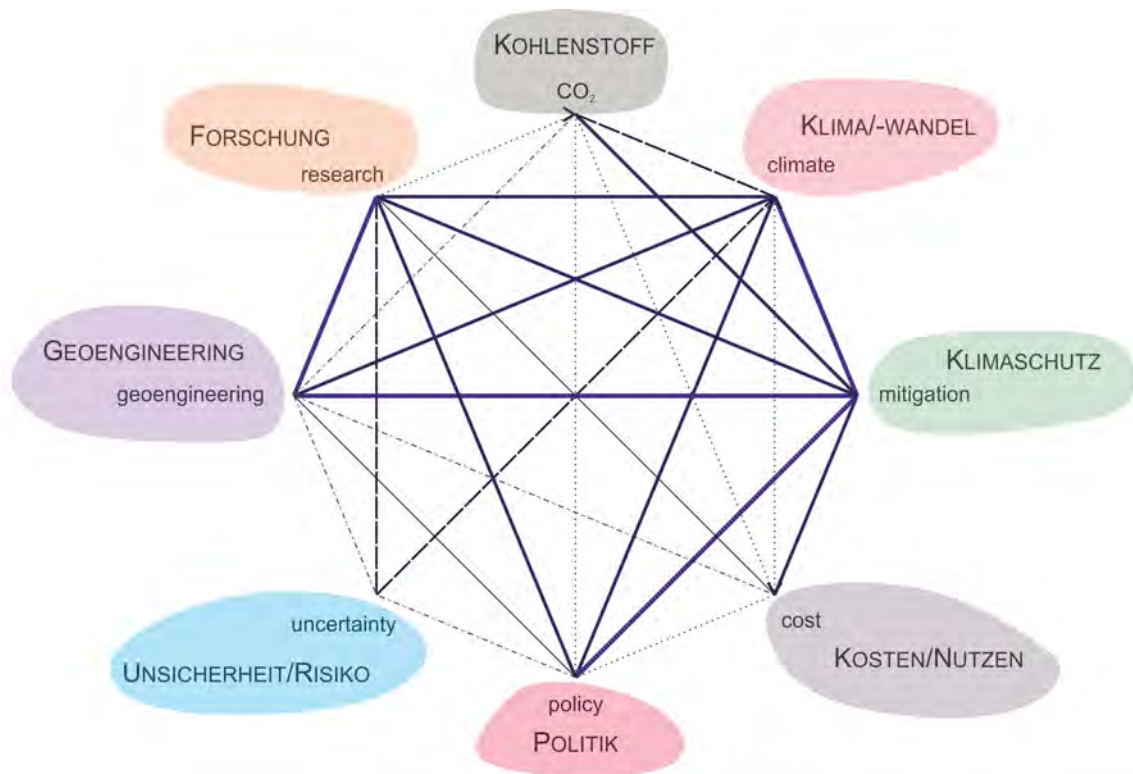 KOHLENSTOFF
CO₂
FORSCHUNG
research
KLIMA/-WANDEL
climate
GEOENGINEERING
geoengineering
KLIMASCHUTZ
mitigation
uncertainty
UNSICHERHEIT/RISIKO
cost
KOSTEN/NUTZEN
policy
POLITIK